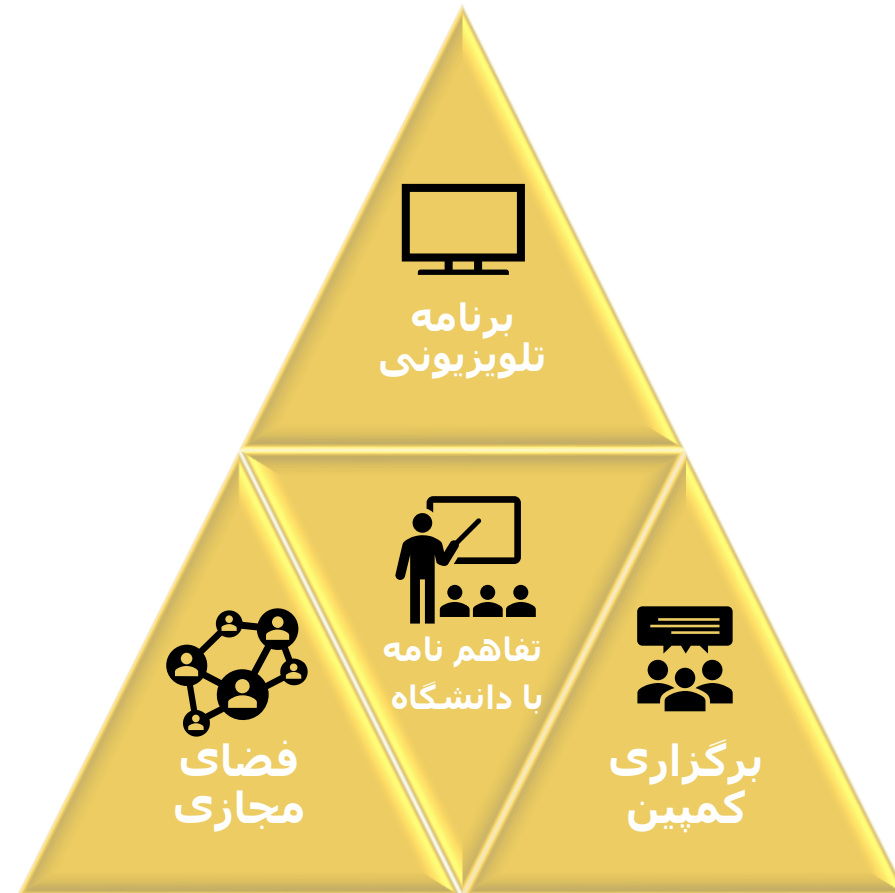 برنامه
تلویزیونی
تفاهم نامه
با دانشگاه
برگزاری
کمپین
فضای
مجازی